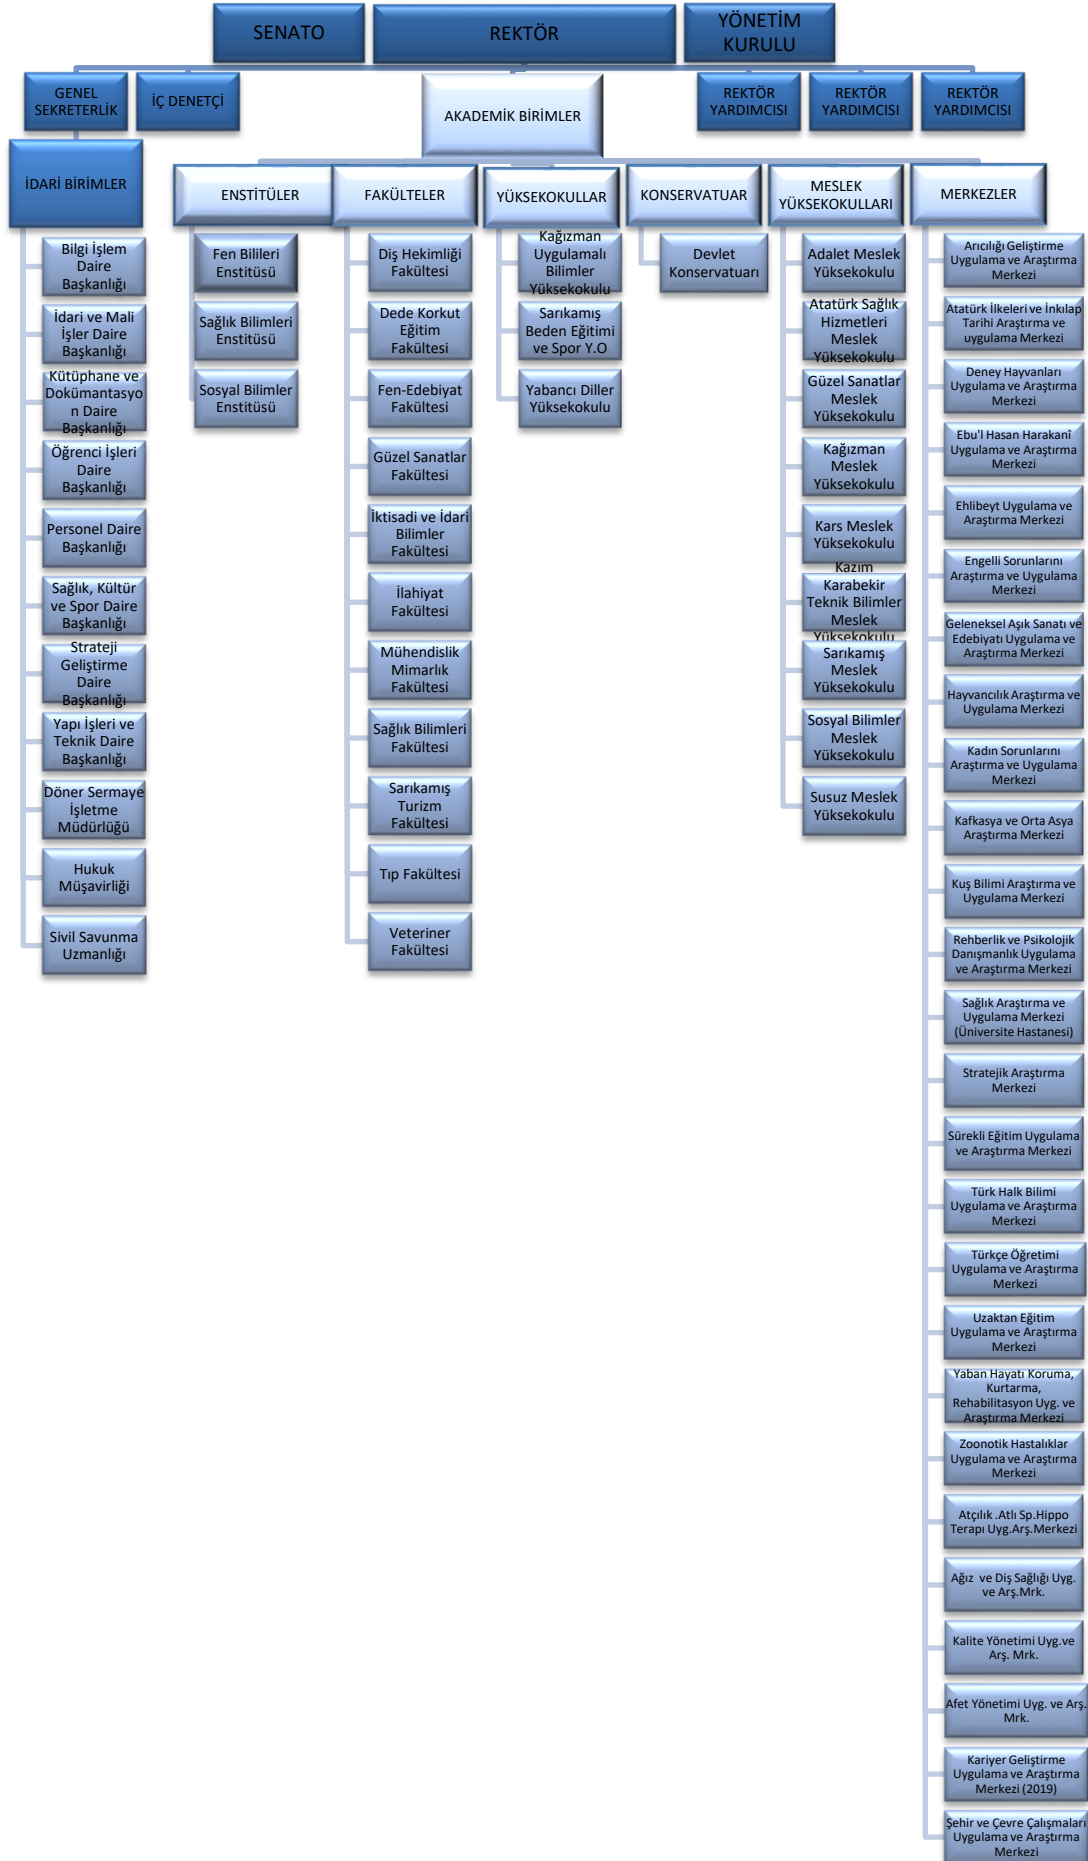 SENATO
REKTÖR
YÖNETİM
KURULU
GENEL
SEKRETERLİK
İÇ DENETÇİ
AKADEMİK BİRİMLER
REKTÖR
YARDIMCISI
REKTÖR
YARDIMCISI
REKTÖR
YARDIMCISI
İDARİ BİRİMLER
Bilgi İşlem
Daire
Başkanlığı
İdari ve Mali
İşler Daire
Başkanlığı
Kütüphane ve
Dokümantasyo
n Daire
Başkanlığı
Öğrenci İşleri
Daire
Başkanlığı
Personel Daire
Başkanlığı
Sağlık, Kültür
ve Spor Daire
Başkanlığı
Strateji
Geliştirme
Daire
Başkanlığı
Yapı İşleri ve
Teknik Daire
Başkanlığı
Döner Sermaye
İşletme
Müdürlüğü
Hukuk
Müşavirliği
Sivil Savunma
Uzmanlığı
ENSTİTÜLER
Fen Bilileri
Enstitüsü
Sağlık Bilimleri
Enstitüsü
Sosyal Bilimler
Enstitüsü
FAKÜLTELER
Diş Hekimliği
Fakültesi
Dede Korkut
Eğitim
Fakültesi
Fen-Edebiyat
Fakültesi
Güzel Sanatlar
Fakültesi
İktisadi ve İdari
Bilimler
Fakültesi
İlahiyat
Fakültesi
Mühendislik
Mimarlık
Fakültesi
Sağlık Bilimleri
Fakültesi
Sarıkamış
Turizm
Fakültesi
Tıp Fakültesi
Veteriner
Fakültesi
YÜKSEKOKULLAR
Kağızman
Uygulamalı
Bilimler
Yüksekokulu
Sarıkamış
Beden Eğitimi
ve Spor Y.O
Yabancı Diller
Yüksekokulu
KONSERVATUAR
Devlet
Konservatuarı
MESLEK
YÜKSEKOKULLARI
Adalet Meslek
Yüksekokulu
Atatürk Sağlık
Hizmetleri
Meslek
Yüksekokulu
Güzel Sanatlar
Meslek
Yüksekokulu
Kağızman
Meslek
Yüksekokulu
Kars Meslek
Yüksekokulu
Kazım
Karabekir
Teknik Bilimler
Meslek
Yüksekokulu
Sarıkamış
Meslek
Yüksekokulu
Sosyal Bilimler
Meslek
Yüksekokulu
Susuz Meslek
Yüksekokulu
MERKEZLER
Arıcılığı Geliştirme
Uygulama ve Araştırma
Merkezi
Atatürk İlkeleri ve İnkılap
Tarihi Araştırma ve
uygulama Merkezi
Deney Hayvanları
Uygulama ve Araştırma
Merkezi
Ebu'l Hasan Harakanî
Uygulama ve Araştırma
Merkezi
Ehlibeyt Uygulama ve
Araştırma Merkezi
Engelli Sorunlarını
Araştırma ve Uygulama
Merkezi
Geleneksel Aşık Sanatı ve
Edebiyatı Uygulama ve
Araştırma Merkezi
Hayvancılık Araştırma ve
Uygulama Merkezi
Kadın Sorunlarını
Araştırma ve Uygulama
Merkezi
Kafkasya ve Orta Asya
Araştırma Merkezi
Kuş Bilimi Araştırma ve
Uygulama Merkezi
Rehberlik ve Psikolojik
Danışmanlık Uygulama
ve Araştırma Merkezi
Sağlık Araştırma ve
Uygulama Merkezi
(Üniversite Hastanesi)
Stratejik Araştırma
Merkezi
Sürekli Eğitim Uygulama
ve Araştırma Merkezi
Türk Halk Bilimi
Uygulama ve Araştırma
Merkezi
Türkçe Öğretimi
Uygulama ve Araştırma
Merkezi
Uzaktan Eğitim
Uygulama ve Araştırma
Merkezi
Yaban Hayatı Koruma,
Kurtarma,
Rehabilitasyon Uyg. ve
Araştırma Merkezi
Zoonotik Hastalıklar
Uygulama ve Araştırma
Merkezi
Atçılık .Atlı Sp.Hippo
Terapı Uyg.Arş.Merkezi
Ağız ve Diş Sağlığı Uyg.
ve Arş.Mrk.
Kalite Yönetimi Uyg.ve
Arş. Mrk.
Afet Yönetimi Uyg. ve Arş.
Mrk.
Kariyer Geliştirme
Uygulama ve Araştırma
Merkezi (2019)
Şehir ve Çevre Çalışmaları
Uygulama ve Araştırma
Merkezi